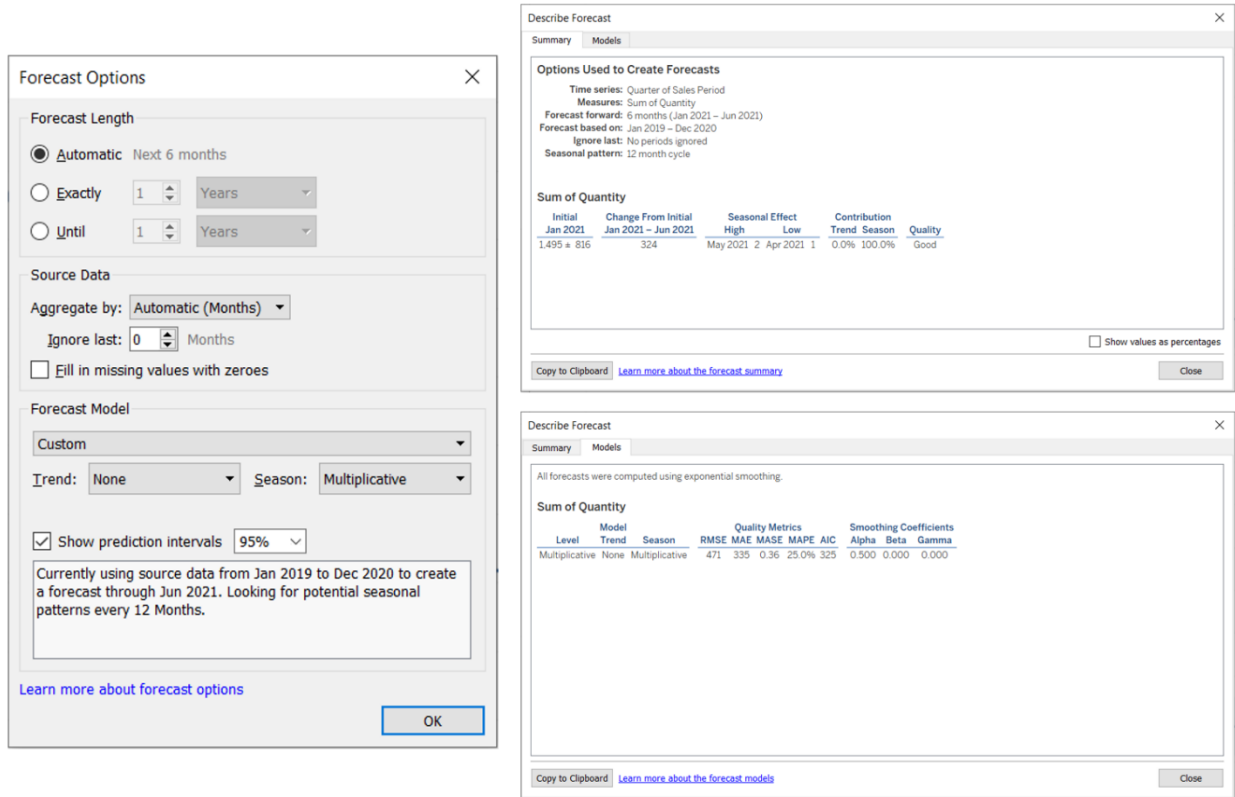 Forecast Options
Forecast Length
Automatic Next 6 months
Exactly 1 Years
Until 1 Years
Source Data
Aggregate by: Automatic (Months)
Ignore last: 0 Months
Fill in missing values with zeroes
Forecast Model
Custom
Trend: None Season: Multiplicative
Show prediction intervals 95%
Currently using source data from Jan 2019 to Dec 2020 to create
a forecast through Jun 2021. Looking for potential seasonal
patterns every 12 Months.
Learn more about forecast options
OK
Describe Forecast
Summary Models
Options Used to Create Forecasts
Time series: Quarter of Sales Period
Measures: Sum of Quantity
Forecast forward: 6 months (Jan 2021 – Jun 2021)
Forecast based on: Jan 2019 – Dec 2020
Ignore last: No periods ignored
Seasonal pattern: 12 month cycle
Sum of Quantity
Initial Change From Initial Seasonal Effect Contribution
Jan 2021 Jan 2021 – Jun 2021 High Low Trend Season Quality
1.495 ± 816 324 May 2021 2 Apr 2021 1 0.0% 100.0% Good
Show values as percentages
Copy to Clipboard Learn more about the forecast summary Close
Describe Forecast
Summary Models
All forecasts were computed using exponential smoothing.
Sum of Quantity
Model Quality Metrics Smoothing Coefficients
Level Trend Season RMSE MAE MASE MAPE AIC Alpha Beta Gamma
Multiplicative None Multiplicative 471 335 0.36 25.0% 325 0.500 0.000 0.000
Copy to Clipboard Learn more about the forecast models Close